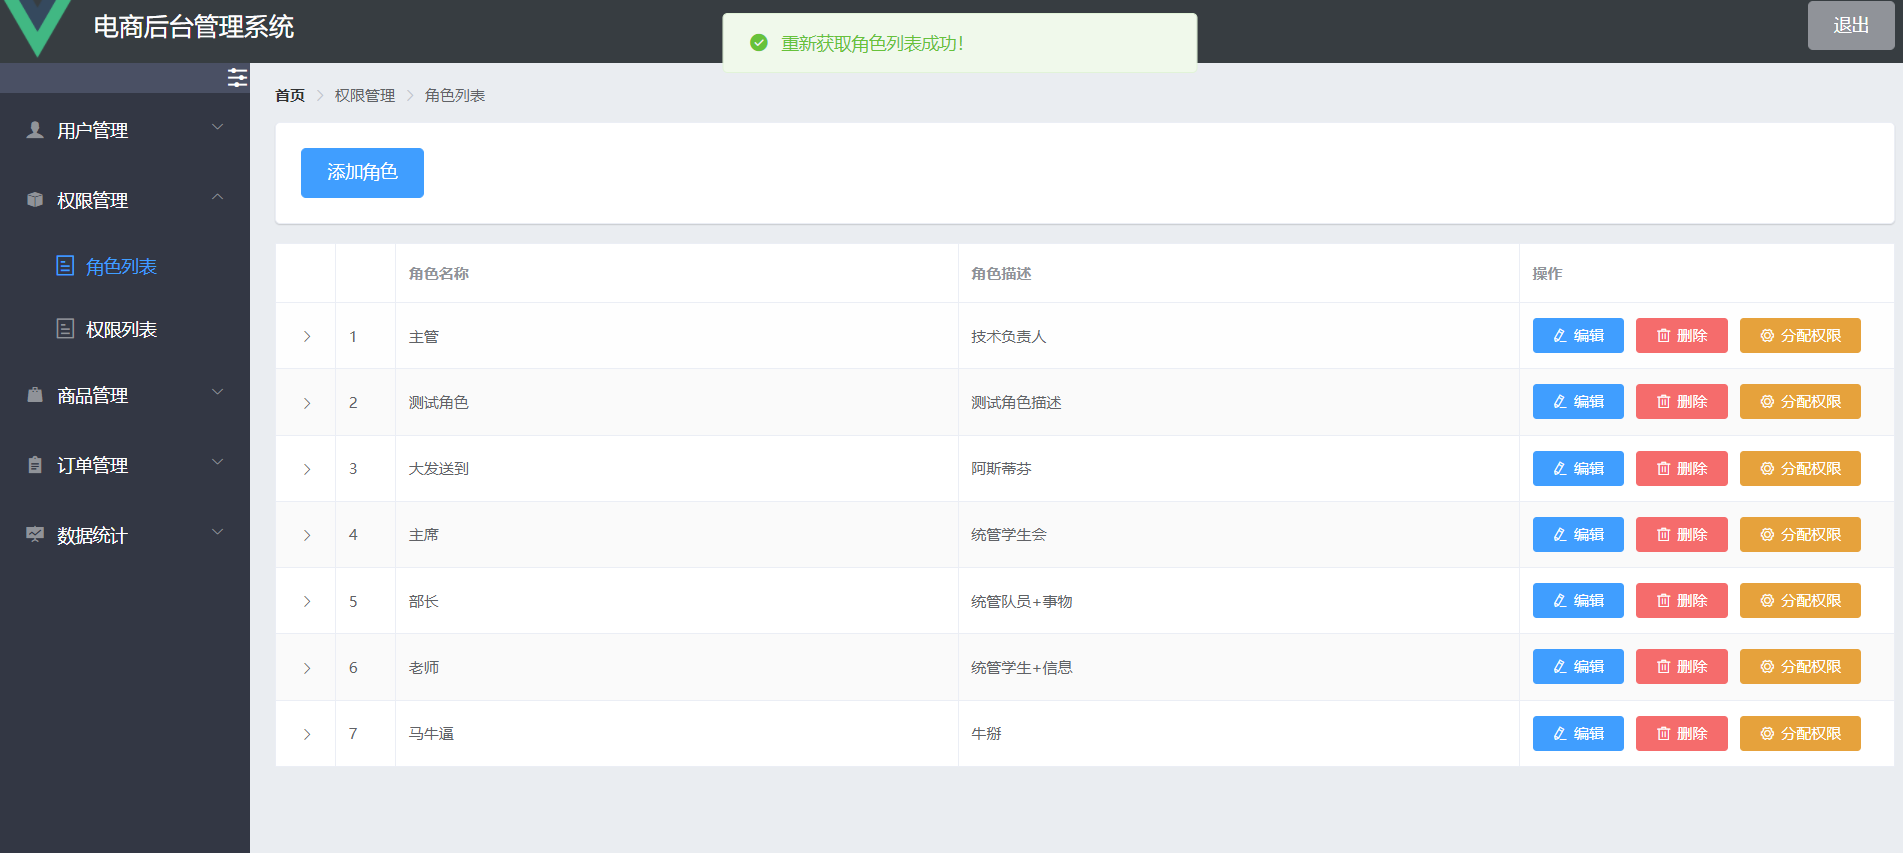 电商后台管理系统
重新获取角色列表成功!
退出
首页 权限管理 角色列表
用户管理
权限管理
角色列表
权限列表
商品管理
订单管理
数据统计
添加角色
角色名称 角色描述 操作
1 主管 技术负责人 编辑 删除 分配权限
2 测试角色 测试角色描述 编辑 删除 分配权限
3 大发送到 阿斯蒂芬 编辑 删除 分配权限
4 主席 统管学生会 编辑 删除 分配权限
5 部长 统管队员+事物 编辑 删除 分配权限
6 老师 统管学生+信息 编辑 删除 分配权限
7 马牛逼 牛掰 编辑 删除 分配权限